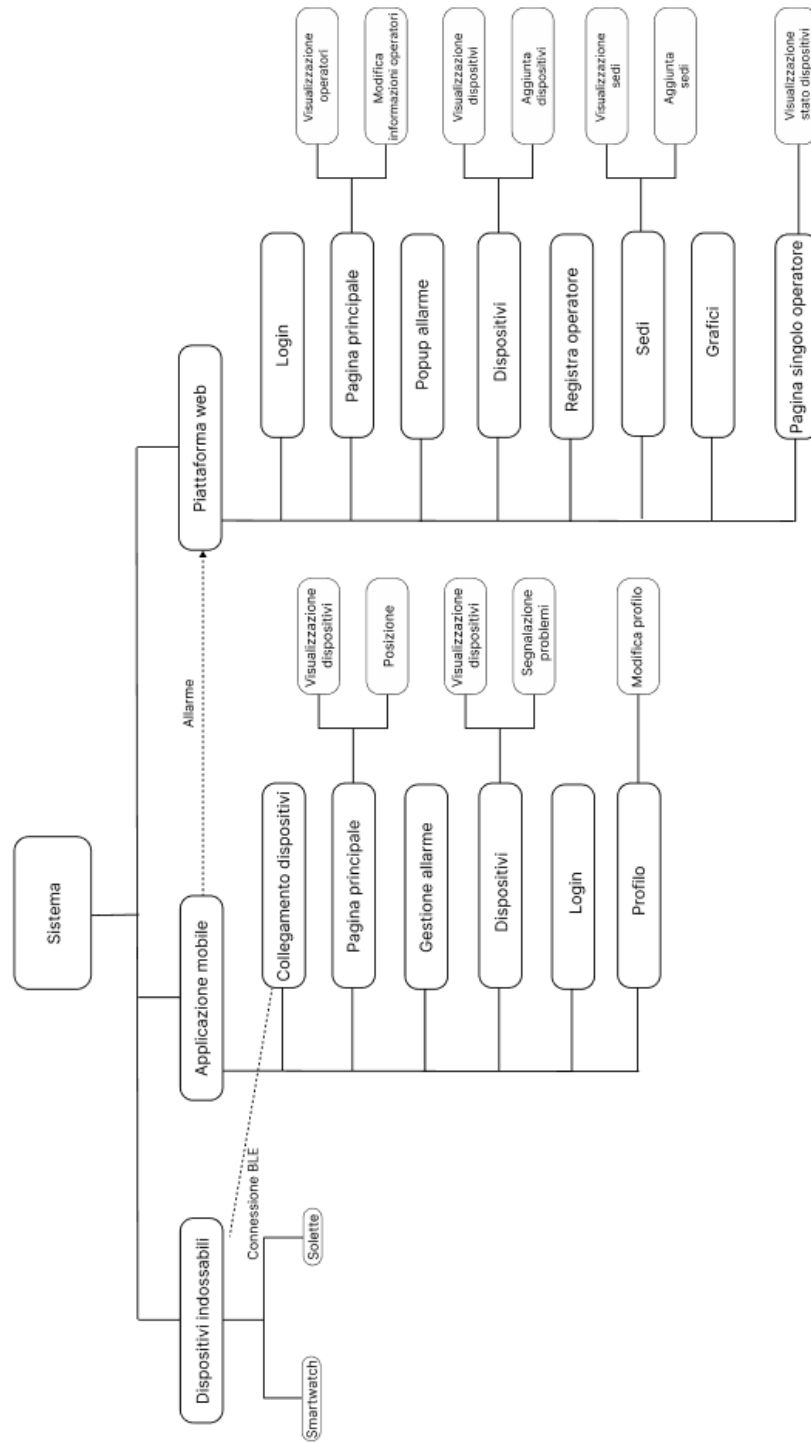 Sistema
Dispositivi indossabili
Applicazione mobile
Piattaforma web
Allarme
Connessione BLE
Smartwatch
Solette
Collegamento dispositivi
Pagina principale
Visualizzazione
dispositivi
Posizione
Gestione allarme
Dispositivi
Visualizzazione
dispositivi
Segnalazione
problemi
Login
Profilo
Modifica profilo
Login
Pagina principale
Visualizzazione
operatori
Modifica
informazioni operatori
Popup allarme
Dispositivi
Visualizzazione
dispositivi
Aggiunta
dispositivi
Registra operatore
Sedi
Visualizzazione
sedi
Aggiunta
sedi
Grafici
Pagina singolo operatore
Visualizzazione
stato dispositivi